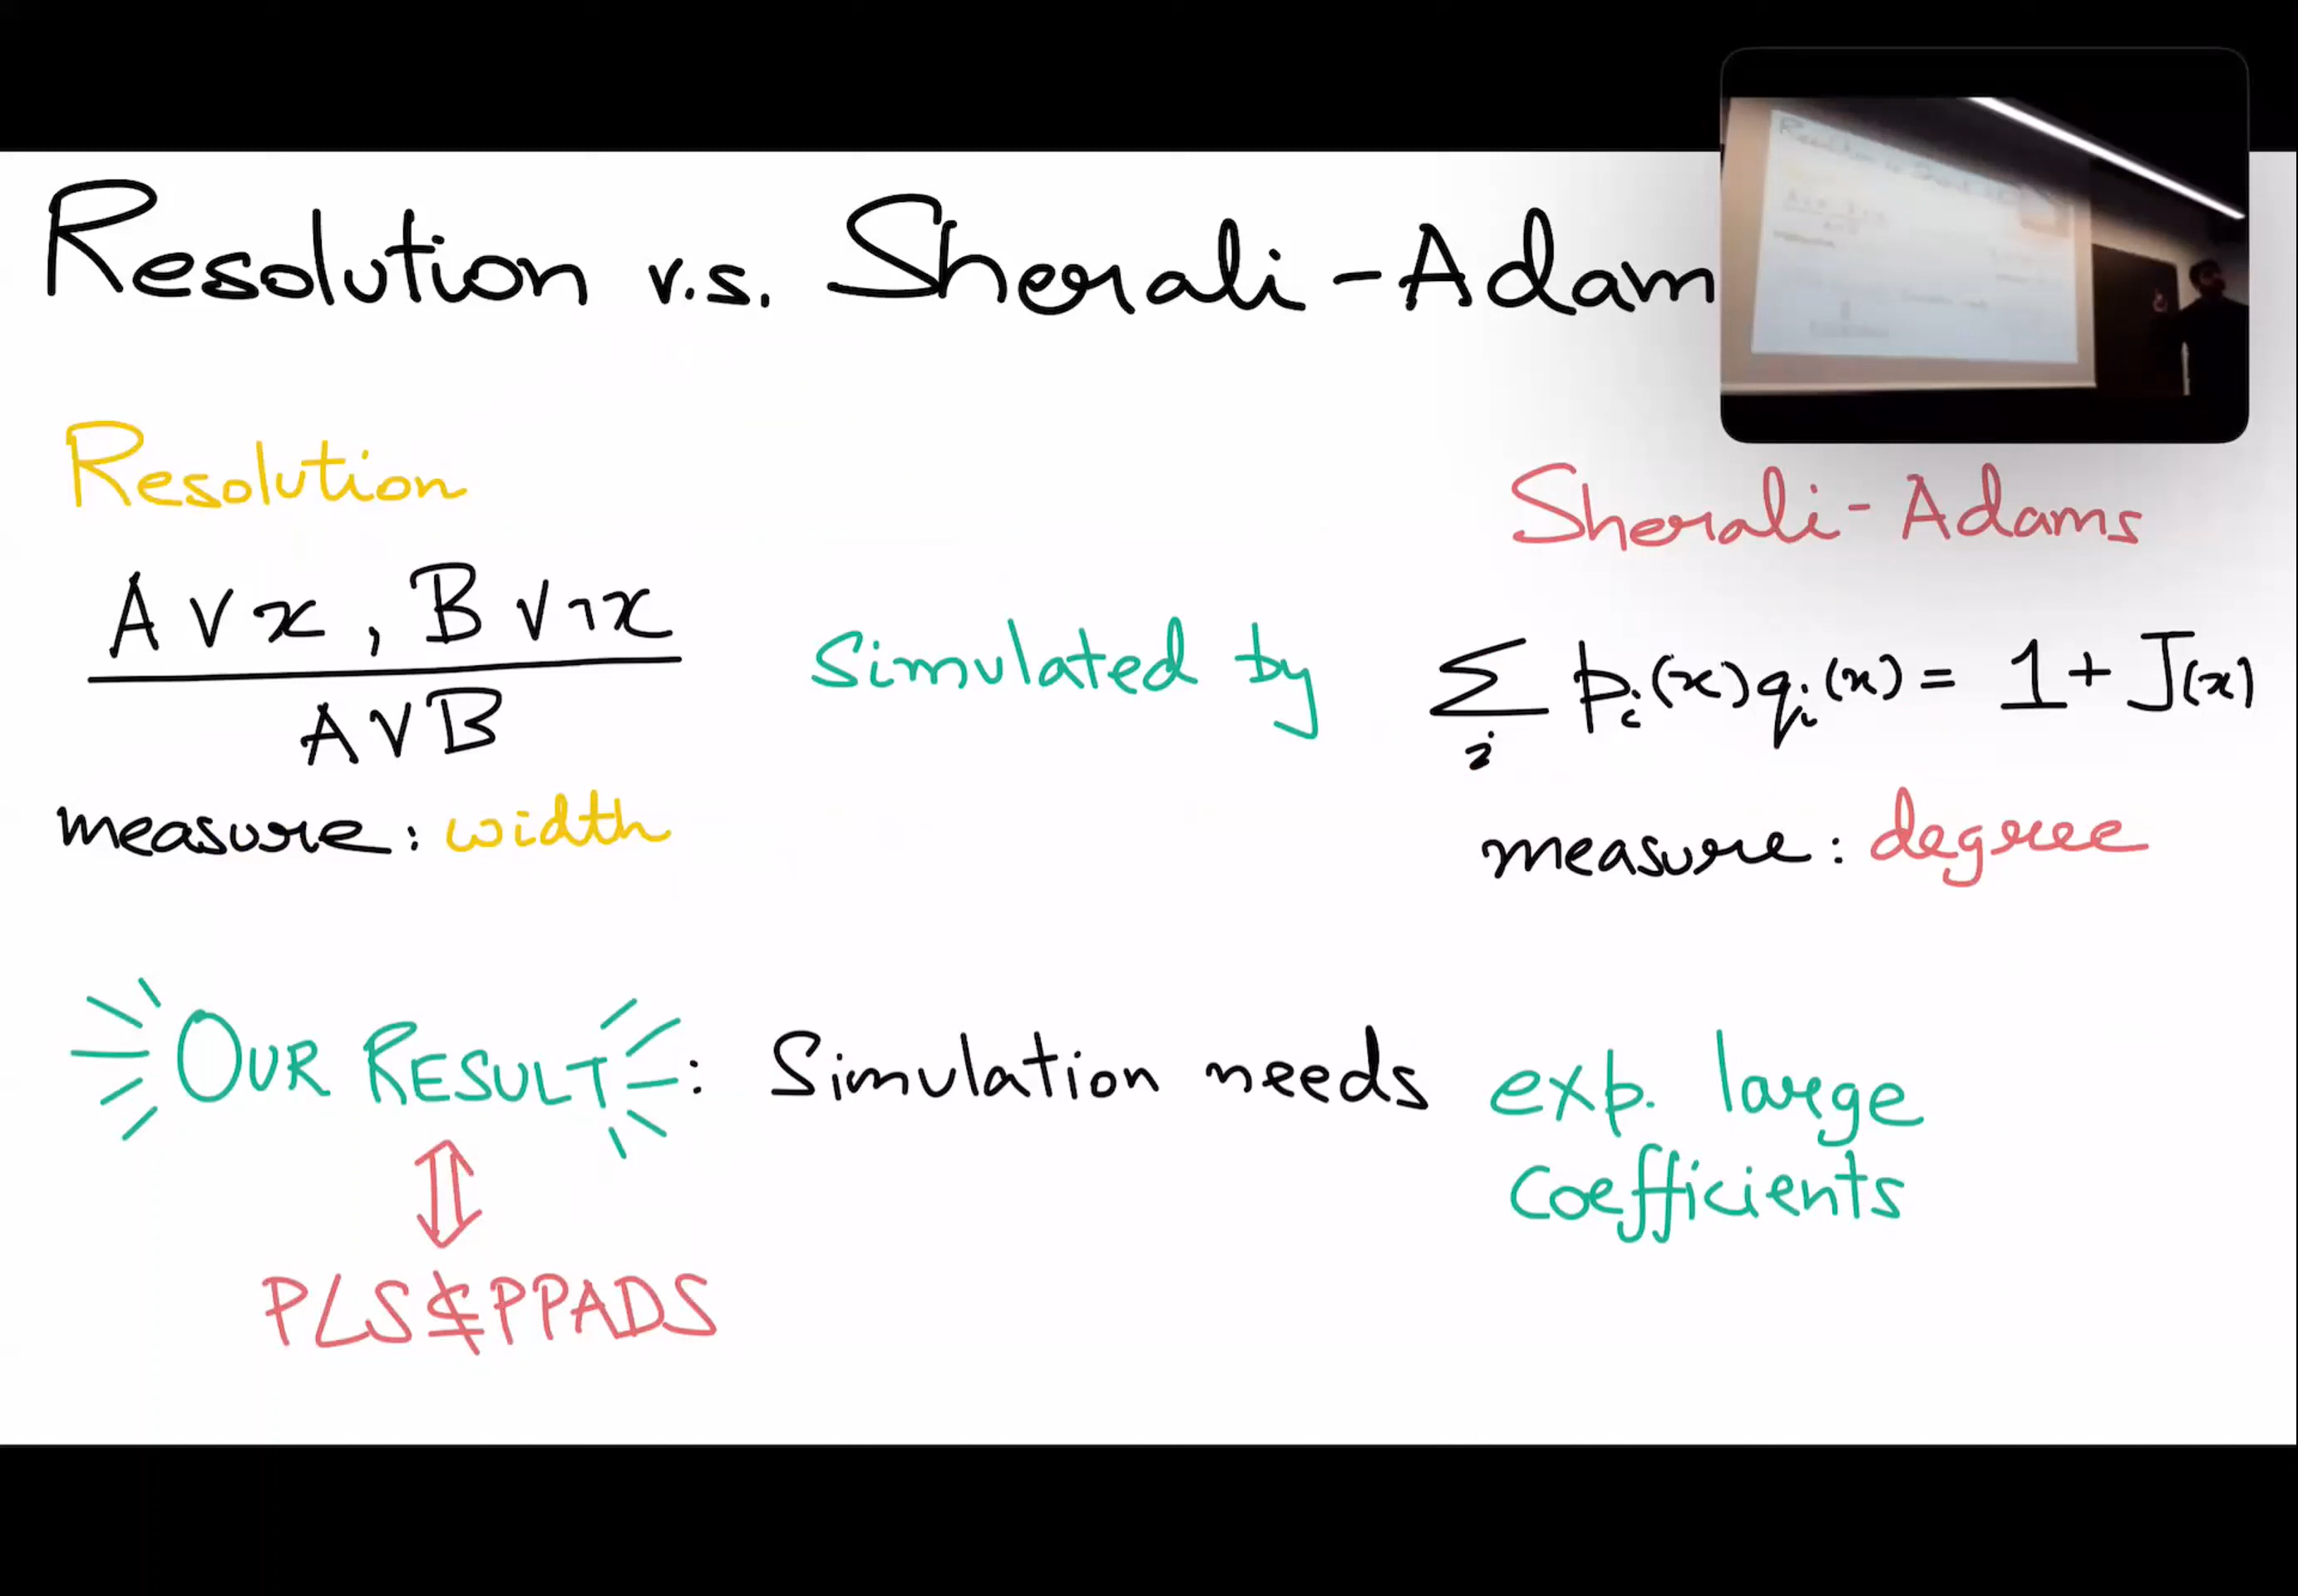 Resolution v.s. Sherali-Adam
Resolution
A ∨ x , B ∨ ¬x
A ∨ B
measure: width
Simulated by
Sherali-Adams
∑ᵢ pᵢ(x)qᵢ(x) = 1 + J(x)
measure: degree
OUR RESULT : Simulation needs exp. large
coefficients
⇕
PLS ⊈ PPADS